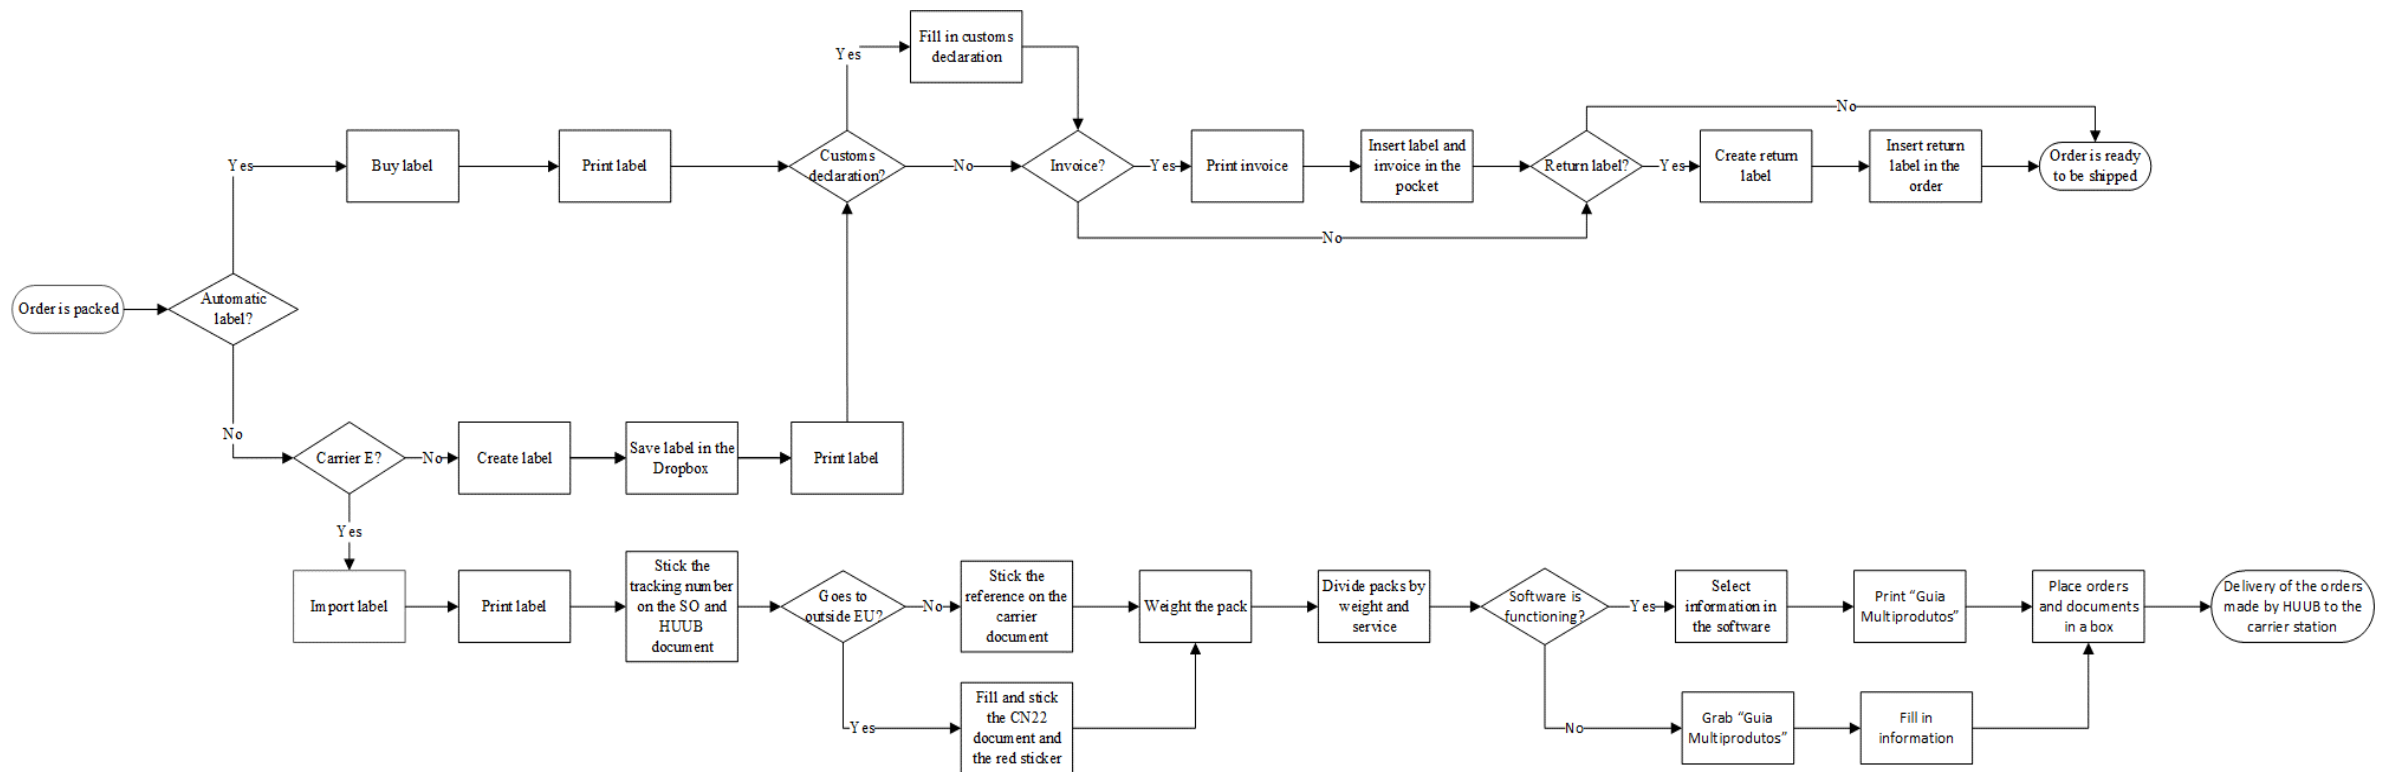 Fill in customs
declaration
Yes
No
Yes
Buy label
Print label
Customs
declaration?
No
Invoice?
Yes
Print invoice
Insert label and
invoice in the
pocket
Return label?
Yes
Create return
label
Insert return
label in the
order
Order is ready
to be shipped
No
Order is packed
Automatic
label?
No
Carrier E?
No
Create label
Save label in the
Dropbox
Print label
Yes
Import label
Print label
Stick the
tracking number
on the SO and
HUUB
document
Goes to
outside EU?
No
Stick the
reference on the
carrier
document
Weight the pack
Divide packs by
weight and
service
Software is
functioning?
Yes
Select
information in
the software
Print “Guia
Multiprodutos”
Place orders
and documents
in a box
Delivery of the orders
made by HUUB to the
carrier station
Yes
Fill and stick
the CN22
document and
the red sticker
No
Grab “Guia
Multiprodutos”
Fill in
information